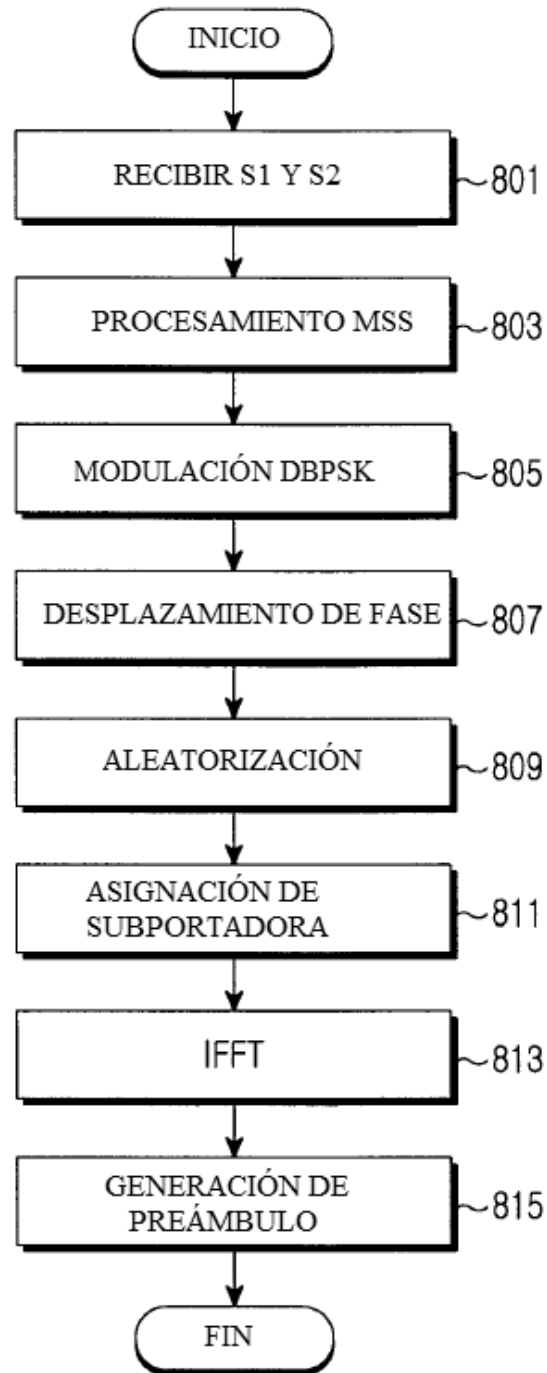 INICIO
RECIBIR S1 Y S2
801
PROCESAMIENTO MSS
803
MODULACIÓN DBPSK
805
DESPLAZAMIENTO DE FASE
807
ALEATORIZACIÓN
809
ASIGNACIÓN DE
SUBPORTADORA
811
IFFT
813
GENERACIÓN DE
PREÁMBULO
815
FIN